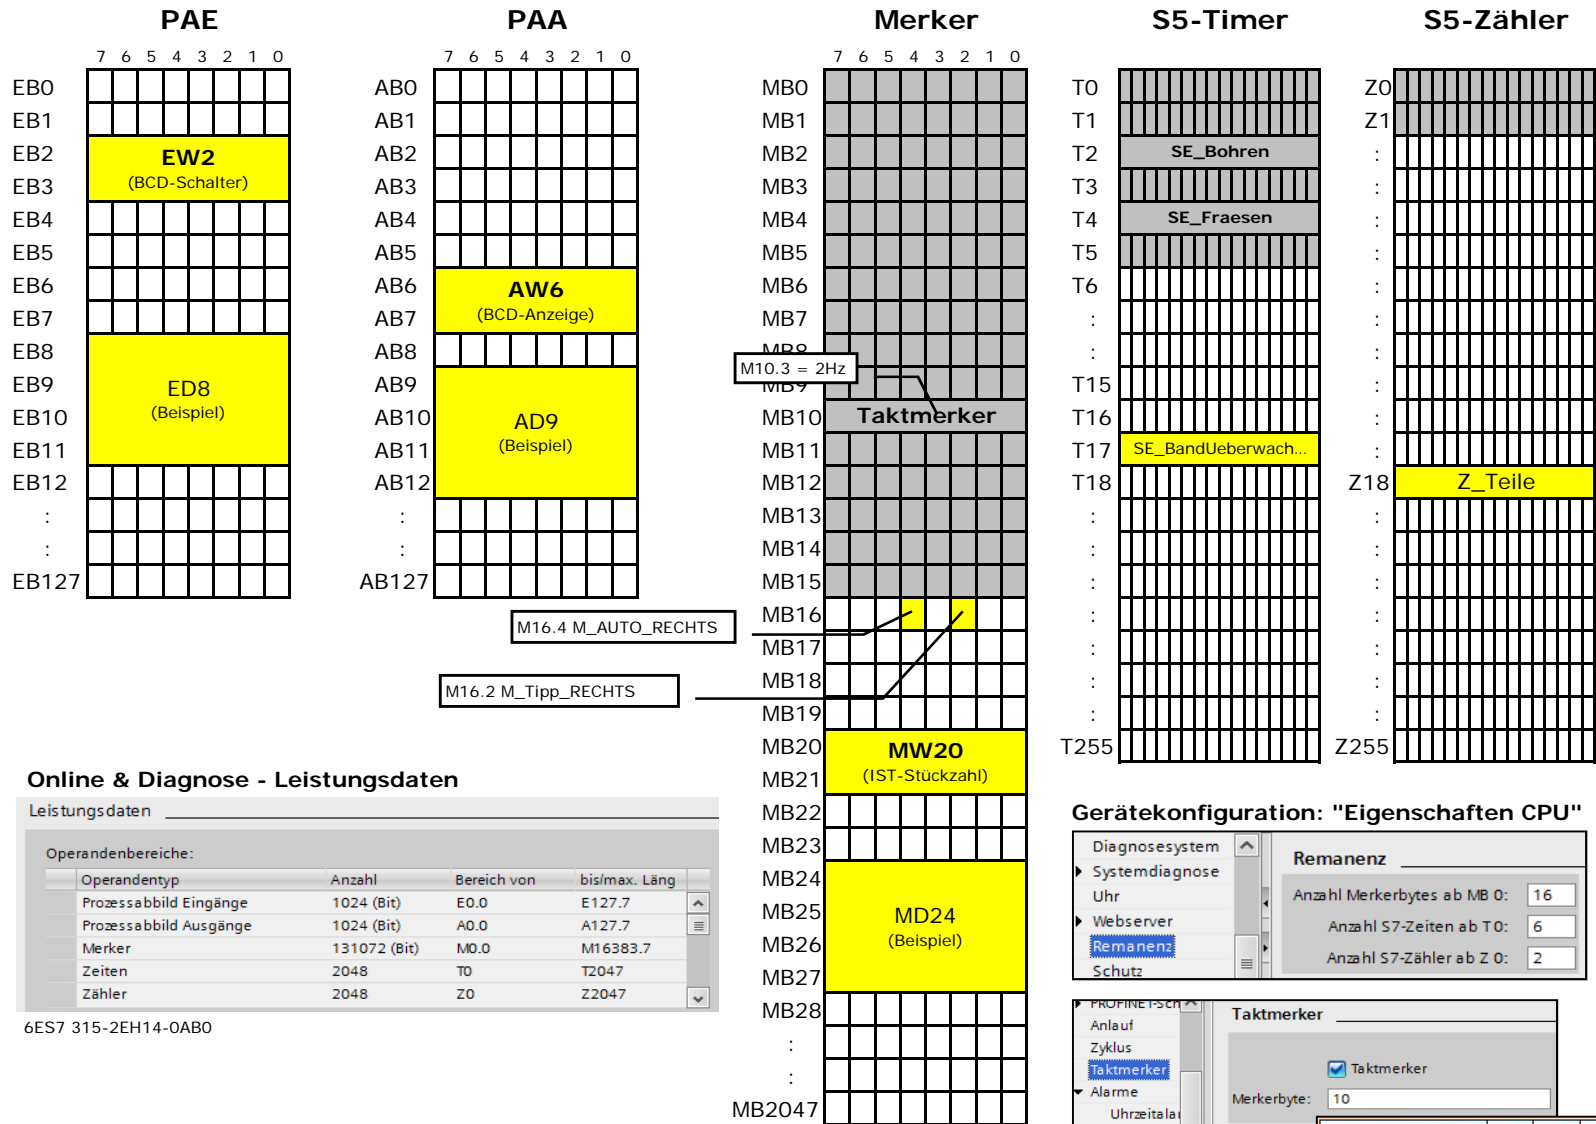 PAE
7 6 5 4 3 2 1 0
EB0
EB1
EB2
EB3
EB4
EB5
EB6
EB7
EB8
EB9
EB10
EB11
EB12
:
:
EB127
EW2
(BCD-Schalter)
ED8
(Beispiel)
PAA
7 6 5 4 3 2 1 0
AB0
AB1
AB2
AB3
AB4
AB5
AB6
AB7
AB8
AB9
AB10
AB11
AB12
:
:
AB127
AW6
(BCD-Anzeige)
AD9
(Beispiel)
Merker
7 6 5 4 3 2 1 0
MB0
MB1
MB2
MB3
MB4
MB5
MB6
MB7
MB8
MB9
MB10
MB11
MB12
MB13
MB14
MB15
MB16
MB17
MB18
MB19
MB20
MB21
MB22
MB23
MB24
MB25
MB26
MB27
MB28
:
:
MB2047
M10.3 = 2Hz
Taktmerker
M16.4 M_AUTO_RECHTS
M16.2 M_Tipp_RECHTS
MW20
(IST-Stückzahl)
MD24
(Beispiel)
S5-Timer
T0
T1
T2
T3
T4
T5
T6
:
:
T15
T16
T17
T18
:
:
:
:
:
:
:
T255
SE_Bohren
SE_Fraesen
SE_BandUeberwach...
S5-Zähler
Z0
Z1
:
:
:
:
:
:
:
:
:
:
Z18
:
:
:
:
:
:
:
Z255
Z_Teile
Online & Diagnose - Leistungsdaten
Leistungsdaten
Operandenbereiche:
Operandentyp Anzahl Bereich von bis/max. Läng
Prozessabbild Eingänge 1024 (Bit) E0.0 E127.7
Prozessabbild Ausgänge 1024 (Bit) A0.0 A127.7
Merker 131072 (Bit) M0.0 M16383.7
Zeiten 2048 T0 T2047
Zähler 2048 Z0 Z2047
6ES7 315-2EH14-0AB0
Gerätekonfiguration: "Eigenschaften CPU"
Diagnosesystem
Systemdiagnose
Uhr
Webserver
Remanenz
Schutz
Remanenz
Anzahl Merkerbytes ab MB 0: 16
Anzahl S7-Zeiten ab T 0: 6
Anzahl S7-Zähler ab Z 0: 2
PROFINET-Sch
Anlauf
Zyklus
Taktmerker
Alarme
Uhrzeitalar
Taktmerker
Taktmerker
Merkerbyte: 10